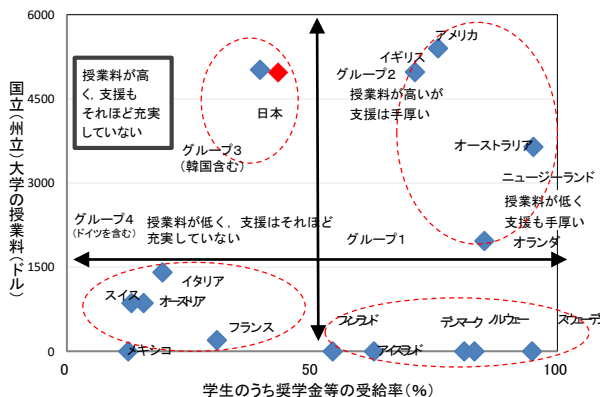 6000
4500
3000
1500
0
国立(州立)大学の授業料(ドル)
授業料が高
く,支援も
それほど充実
していない
日本
グループ3
(韓国含む)
アメリカ
イギリス
グループ2
授業料が高いが
支援は手厚い
オーストラリア
ニュージーランド
授業料が低く
支援も手厚い
オランダ
グループ4
(ドイツを含む)
授業料が低く,支援はそれほど
充実していない
グループ1
イタリア
スイス
オーストリア
フランス
メキシコ
フィンランド
アイスランド
デンマーク
ノルウェー
スウェーデン
0
50
100
学生のうち奨学金等の受給率(%)